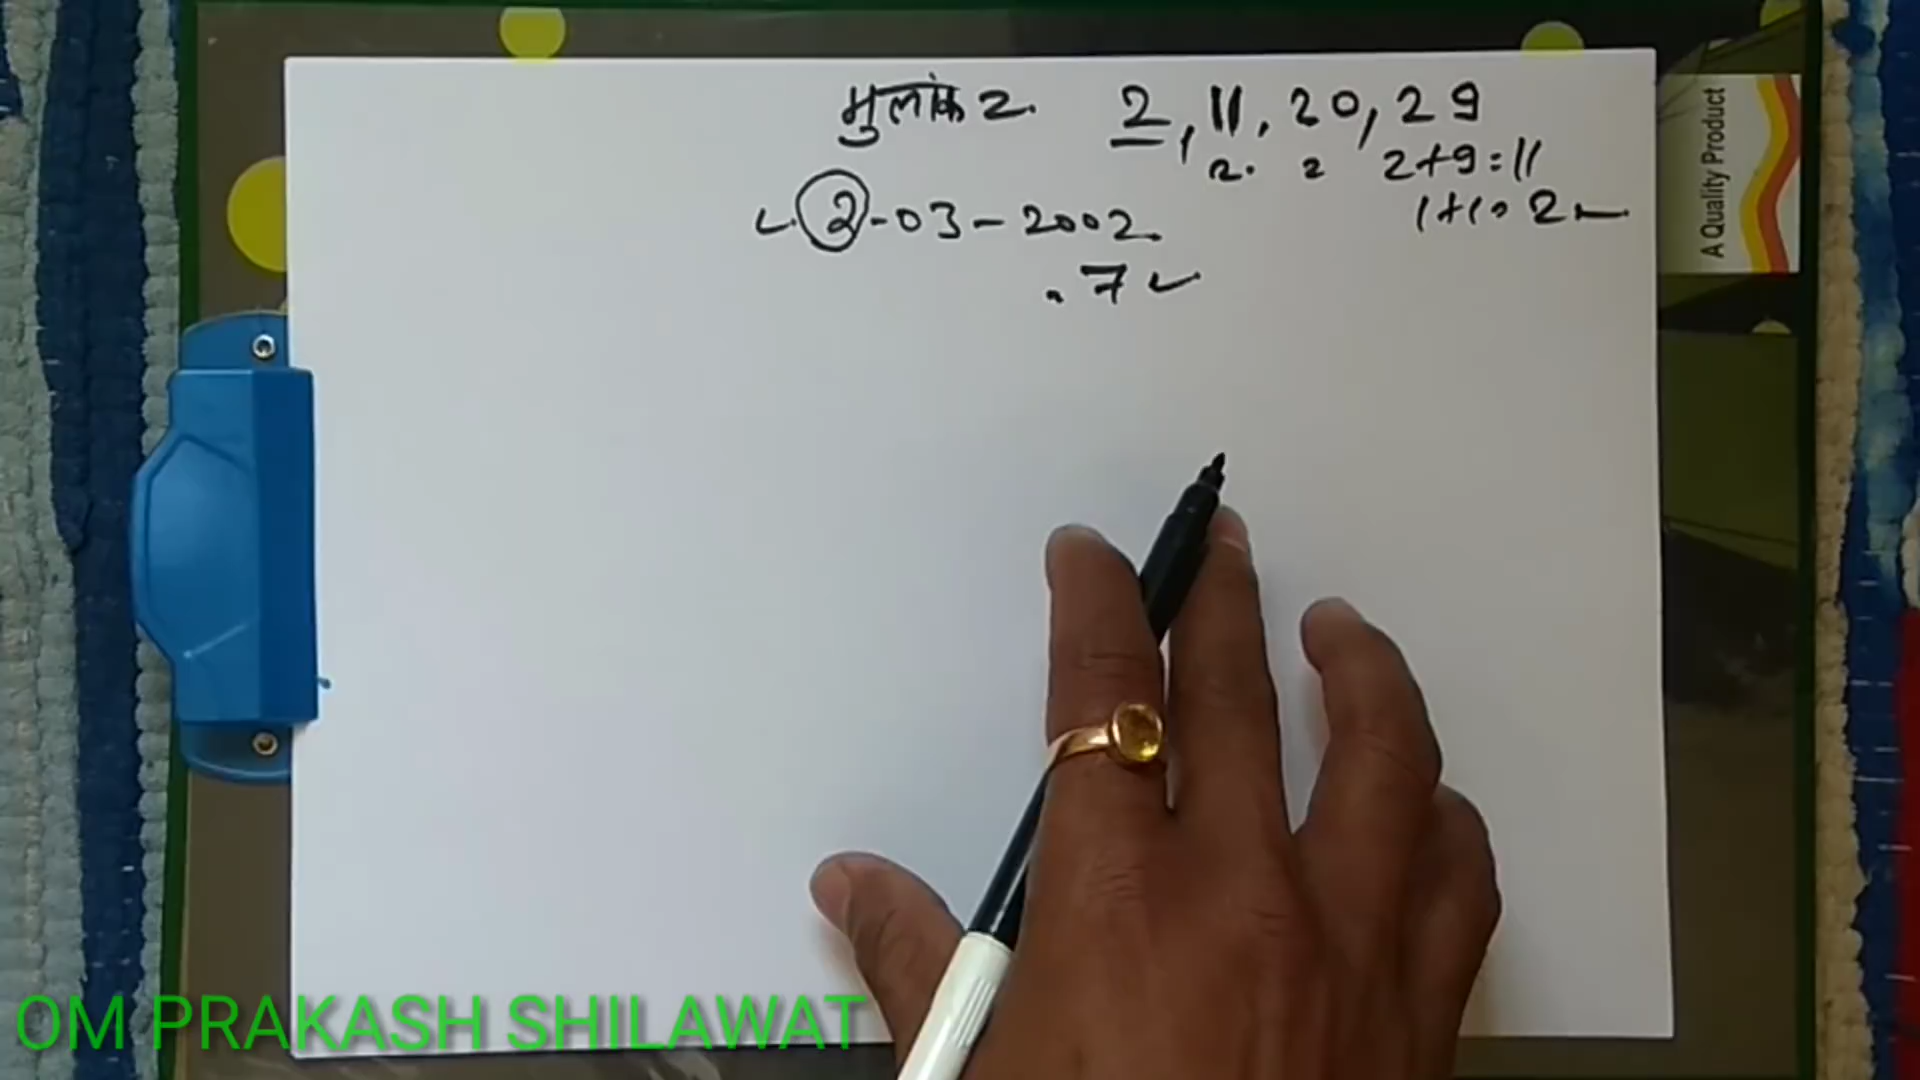 मुलांक 2. 2, 11, 20, 29
2. 2 2+9=11
2-03-2002 1+1=2
7
A Quality Product
OM PRAKASH SHILAWAT